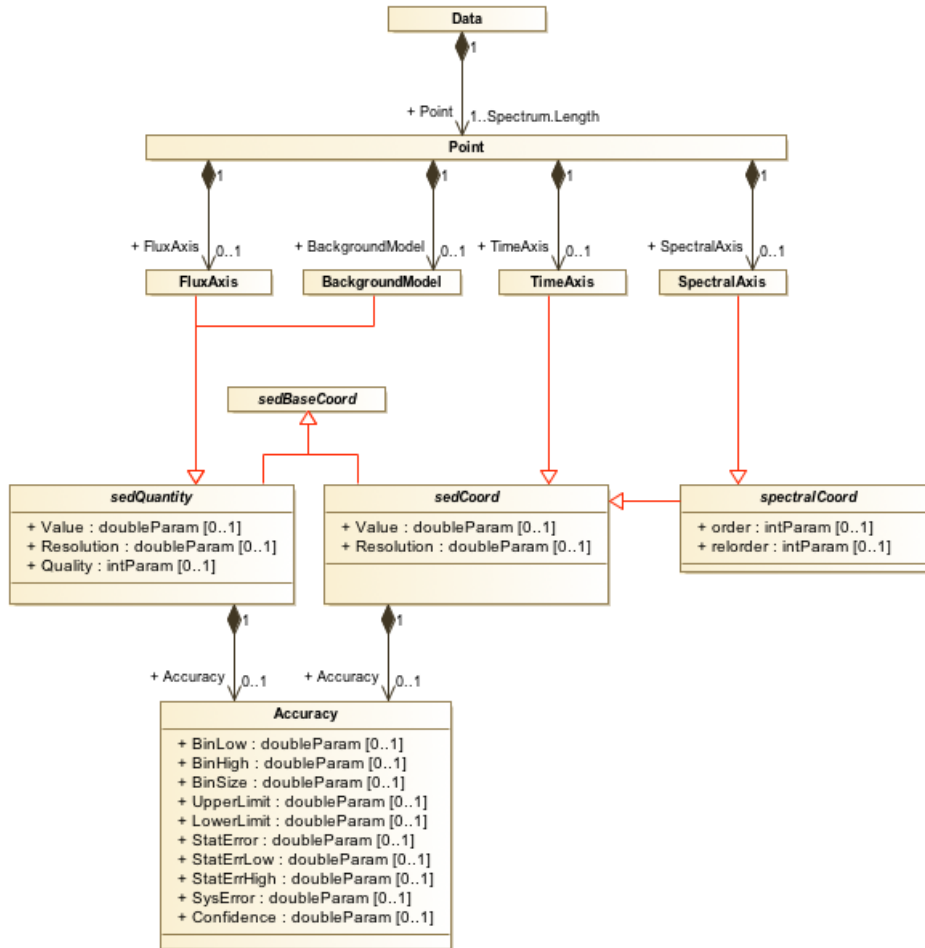 Data
1
+ Point
1..Spectrum.Length
Point
1
1
1
1
+ FluxAxis
0..1
+ BackgroundModel
0..1
+ TimeAxis
0..1
+ SpectralAxis
0..1
FluxAxis
BackgroundModel
TimeAxis
SpectralAxis
sedBaseCoord
sedQuantity
+ Value : doubleParam [0..1]
+ Resolution : doubleParam [0..1]
+ Quality : intParam [0..1]
sedCoord
+ Value : doubleParam [0..1]
+ Resolution : doubleParam [0..1]
spectralCoord
+ order : intParam [0..1]
+ relorder : intParam [0..1]
1
1
+ Accuracy
0..1
+ Accuracy
0..1
Accuracy
+ BinLow : doubleParam [0..1]
+ BinHigh : doubleParam [0..1]
+ BinSize : doubleParam [0..1]
+ UpperLimit : doubleParam [0..1]
+ LowerLimit : doubleParam [0..1]
+ StatError : doubleParam [0..1]
+ StatErrLow : doubleParam [0..1]
+ StatErrHigh : doubleParam [0..1]
+ SysError : doubleParam [0..1]
+ Confidence : doubleParam [0..1]